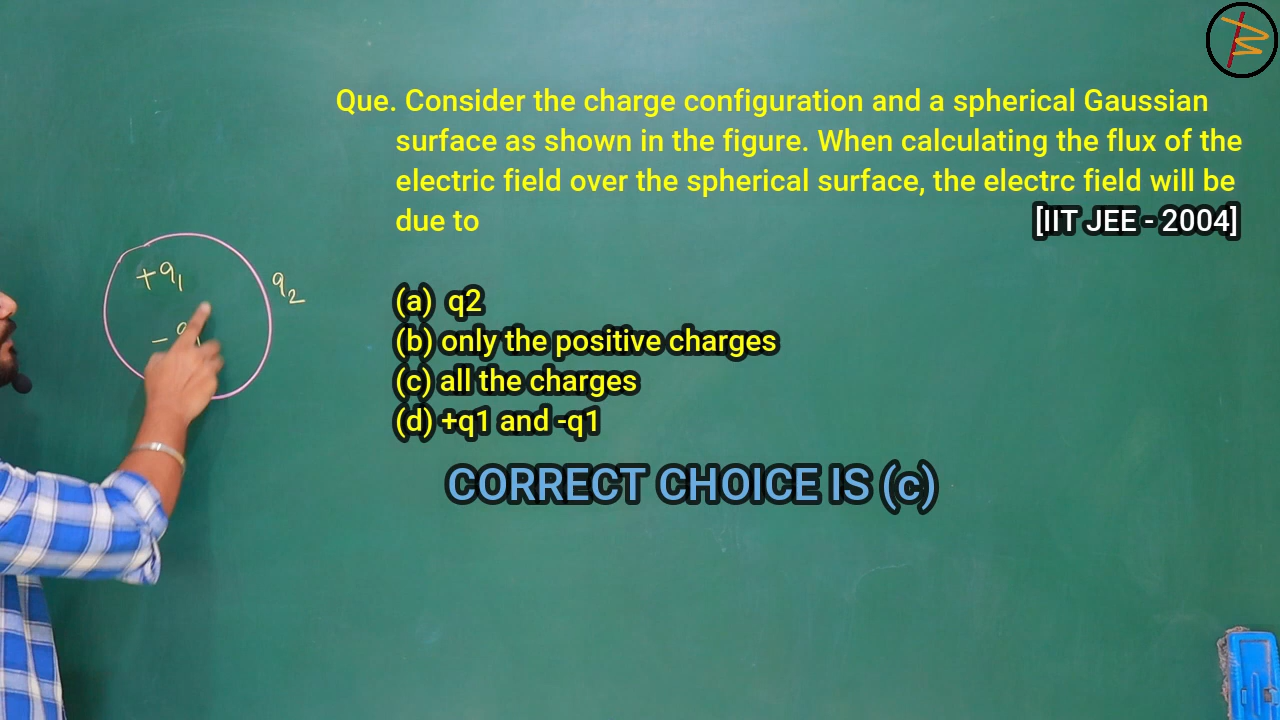 Que. Consider the charge configuration and a spherical Gaussian
surface as shown in the figure. When calculating the flux of the
electric field over the spherical surface, the electrc field will be
due to [IIT JEE - 2004]
+q₁
q₂
(a) q2
(b) only the positive charges
(c) all the charges
(d) +q1 and -q1
CORRECT CHOICE IS (c)